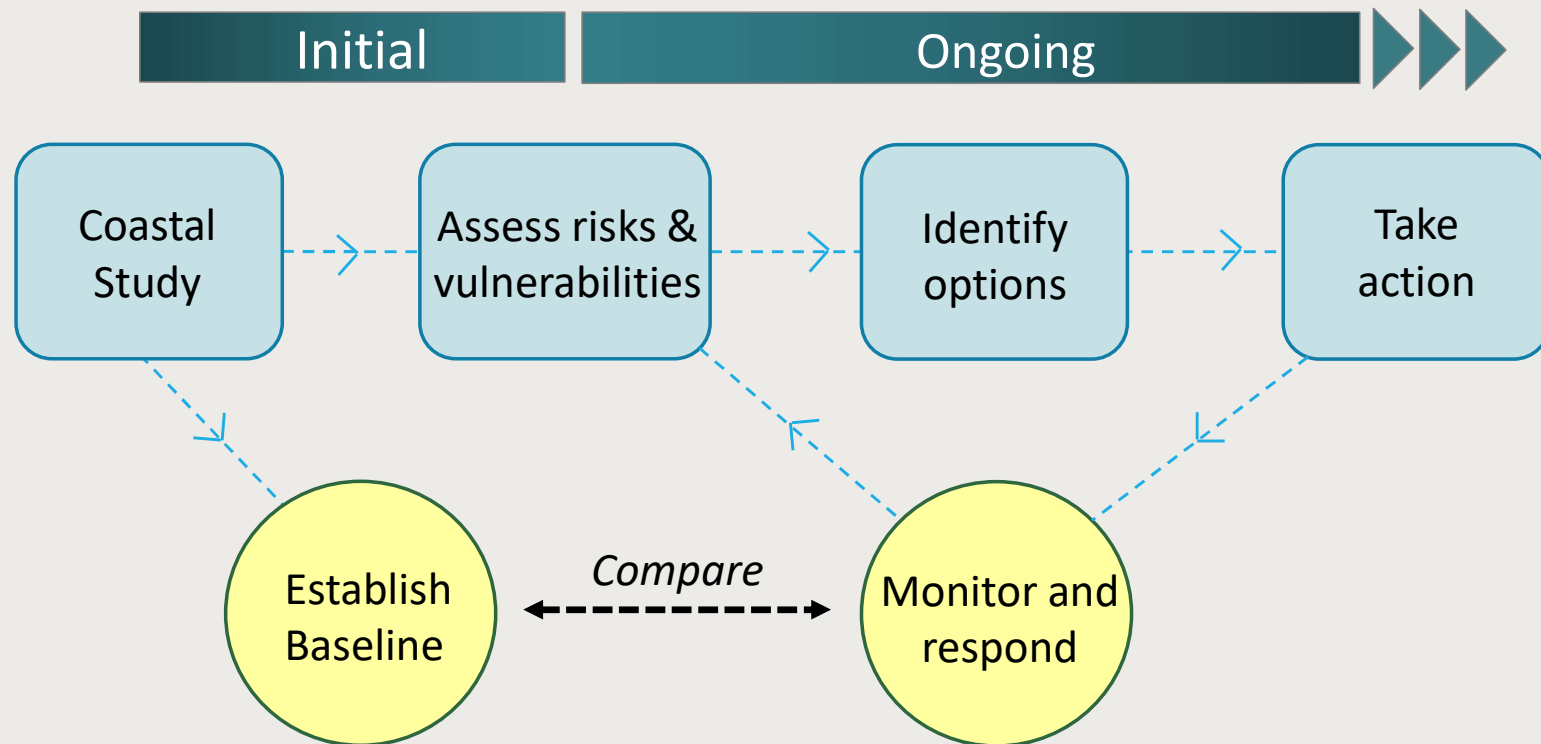 Initial
Ongoing
Coastal
Study
Assess risks &
vulnerabilities
Identify
options
Take
action
Establish
Baseline
Compare
Monitor and
respond